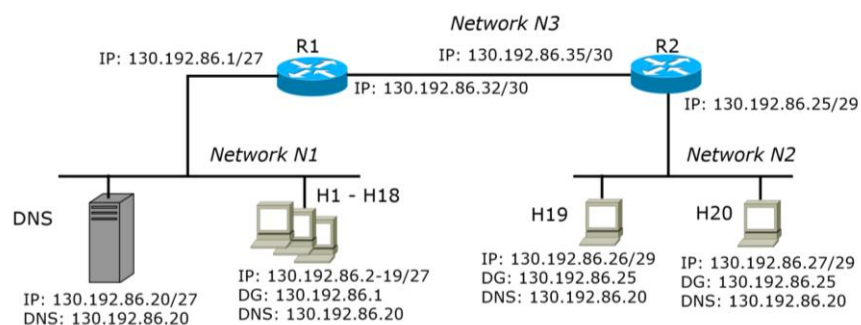 Network N3
R1
R2
IP: 130.192.86.1/27
IP: 130.192.86.35/30
IP: 130.192.86.32/30
IP: 130.192.86.25/29
Network N1
Network N2
DNS
H1 - H18
H19
H20
IP: 130.192.86.20/27
DNS: 130.192.86.20
IP: 130.192.86.2-19/27
DG: 130.192.86.1
DNS: 130.192.86.20
IP: 130.192.86.26/29
DG: 130.192.86.25
DNS: 130.192.86.20
IP: 130.192.86.27/29
DG: 130.192.86.25
DNS: 130.192.86.20